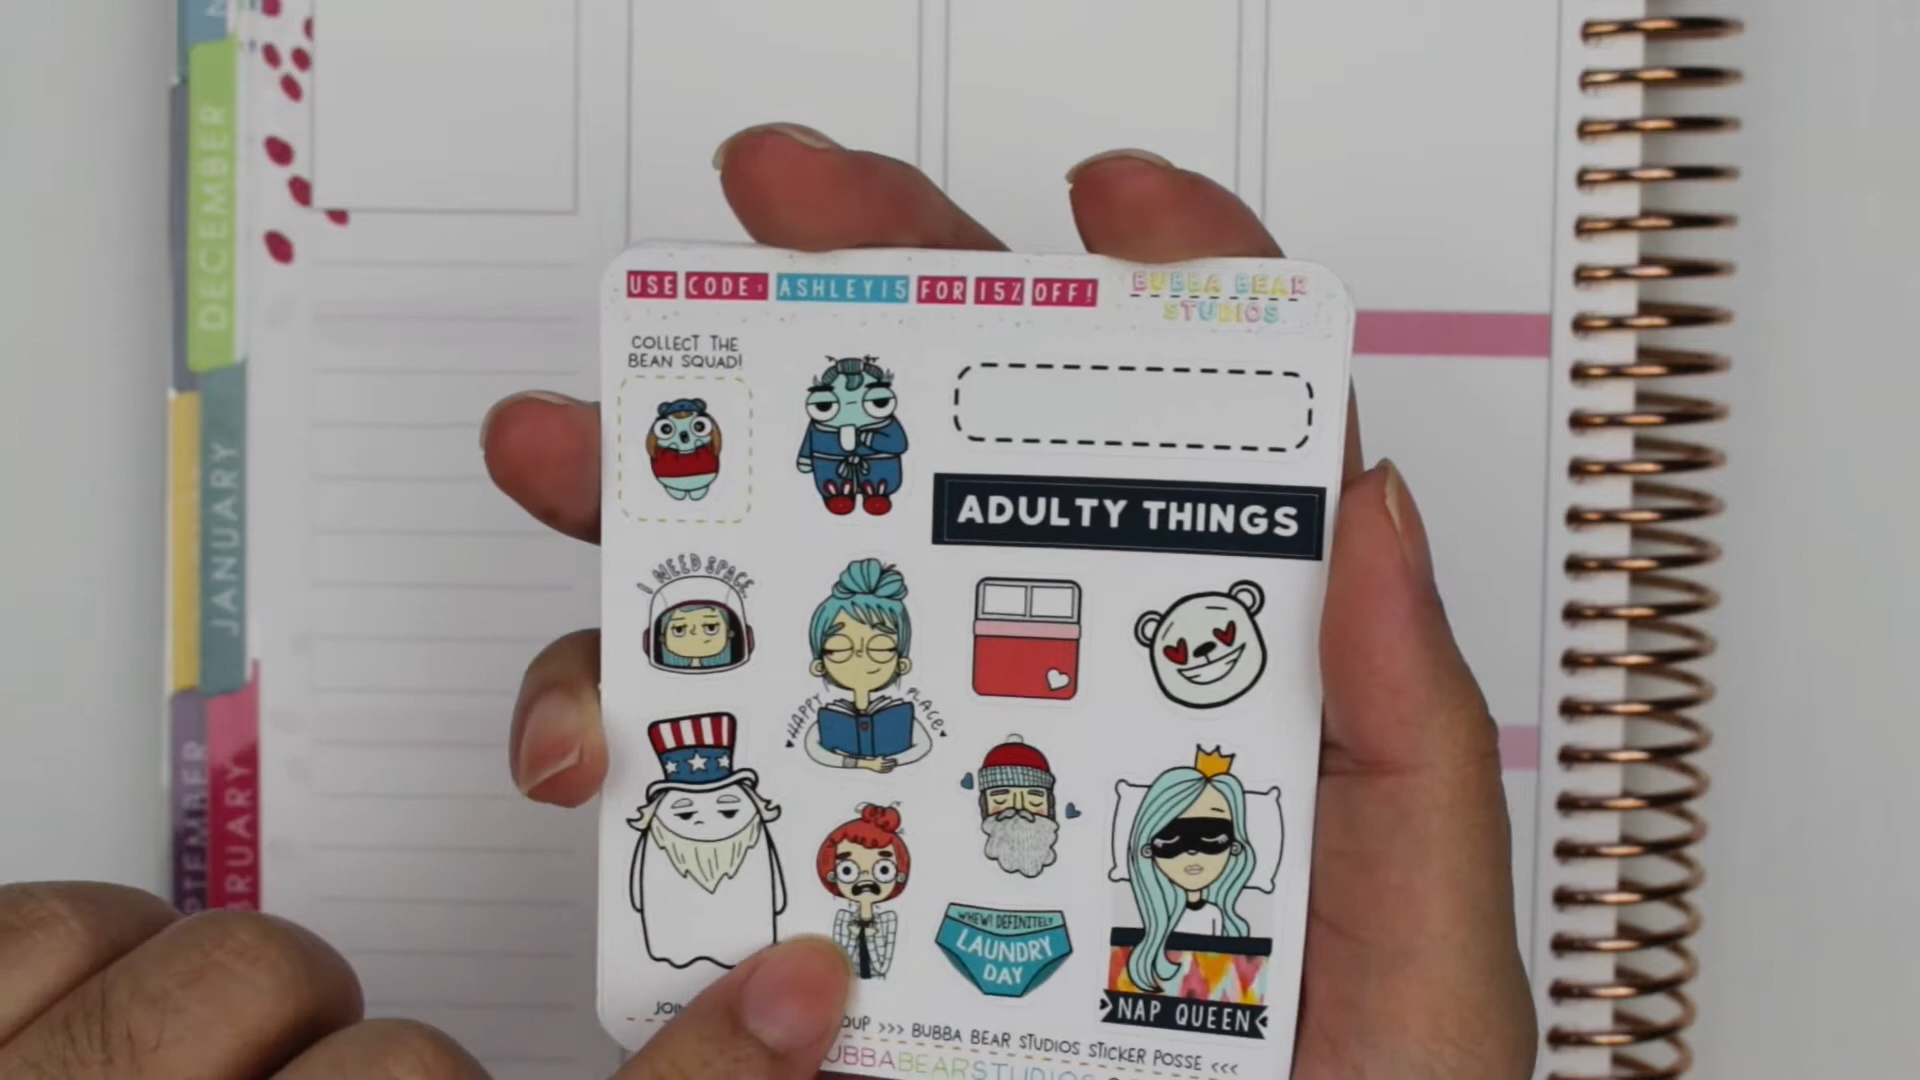 DECEMBER
JANUARY
USE CODE: ASHLEY15 FOR 15% OFF!
BUBBA BEAR
STUDIOS
COLLECT THE
BEAN SQUAD!
ADULTY THINGS
I NEED SPACE
HAPPY PLACE
WHEW! DEFINITELY
LAUNDRY
DAY
NAP QUEEN
>>> BUBBA BEAR STUDIOS STICKER POSSE <<<
UBBABEARSTUDIOS